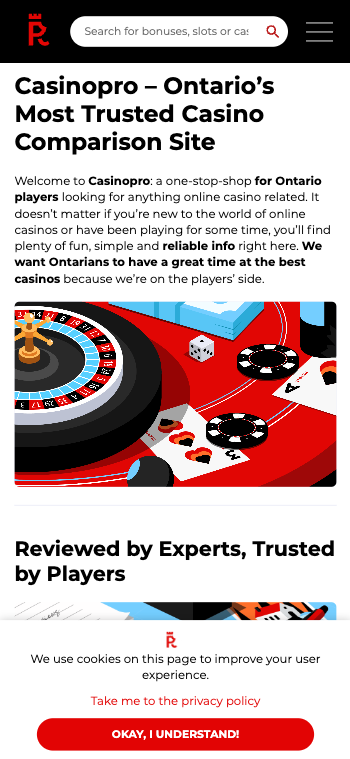 Search for bonuses, slots or cas
Casinopro – Ontario's
Most Trusted Casino
Comparison Site
Welcome to Casinopro: a one-stop-shop for Ontario
players looking for anything online casino related. It
doesn't matter if you're new to the world of online
casinos or have been playing for some time, you'll find
plenty of fun, simple and reliable info right here. We
want Ontarians to have a great time at the best
casinos because we're on the players' side.
Reviewed by Experts, Trusted
by Players
We use cookies on this page to improve your user
experience.
Take me to the privacy policy
OKAY, I UNDERSTAND!